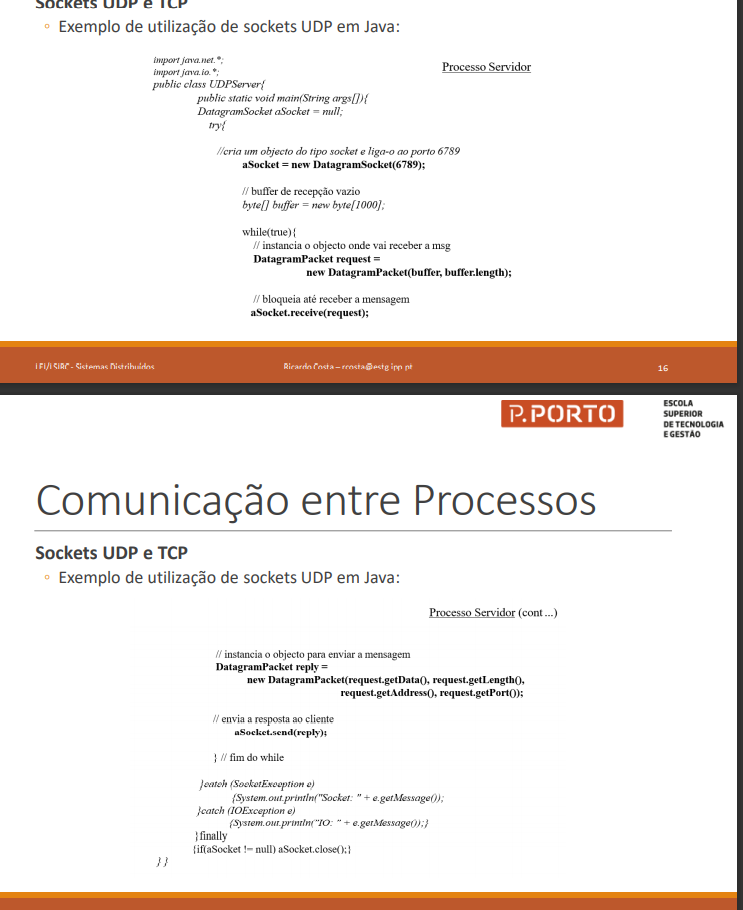 Sockets UDP e TCP
◦ Exemplo de utilização de sockets UDP em Java:
Processo Servidor
import java.net.*;
import java.io.*;
public class UDPServer{
public static void main(String args[]){
DatagramSocket aSocket = null;
try{
//cria um objecto do tipo socket e liga-o ao porto 6789
aSocket = new DatagramSocket(6789);
// buffer de recepção vazio
byte[] buffer = new byte[1000];
while(true){
// instancia o objecto onde vai receber a msg
DatagramPacket request =
new DatagramPacket(buffer, buffer.length);
// bloqueia até receber a mensagem
aSocket.receive(request);
LEI/LSIRC - Sistemas Distribuídos Ricardo Costa – rcosta@estg.ipp.pt 16
P.PORTO
ESCOLA
SUPERIOR
DE TECNOLOGIA
E GESTÃO
Comunicação entre Processos
Sockets UDP e TCP
◦ Exemplo de utilização de sockets UDP em Java:
Processo Servidor (cont...)
// instancia o objecto para enviar a mensagem
DatagramPacket reply =
new DatagramPacket(request.getData(), request.getLength(),
request.getAddress(), request.getPort());
// envia a resposta ao cliente
aSocket.send(reply);
} // fim do while
}catch (SocketException e)
{System.out.println("Socket: " + e.getMessage());
}catch (IOException e)
{System.out.println("IO: " + e.getMessage());}
}finally
{if(aSocket != null) aSocket.close();}
} }